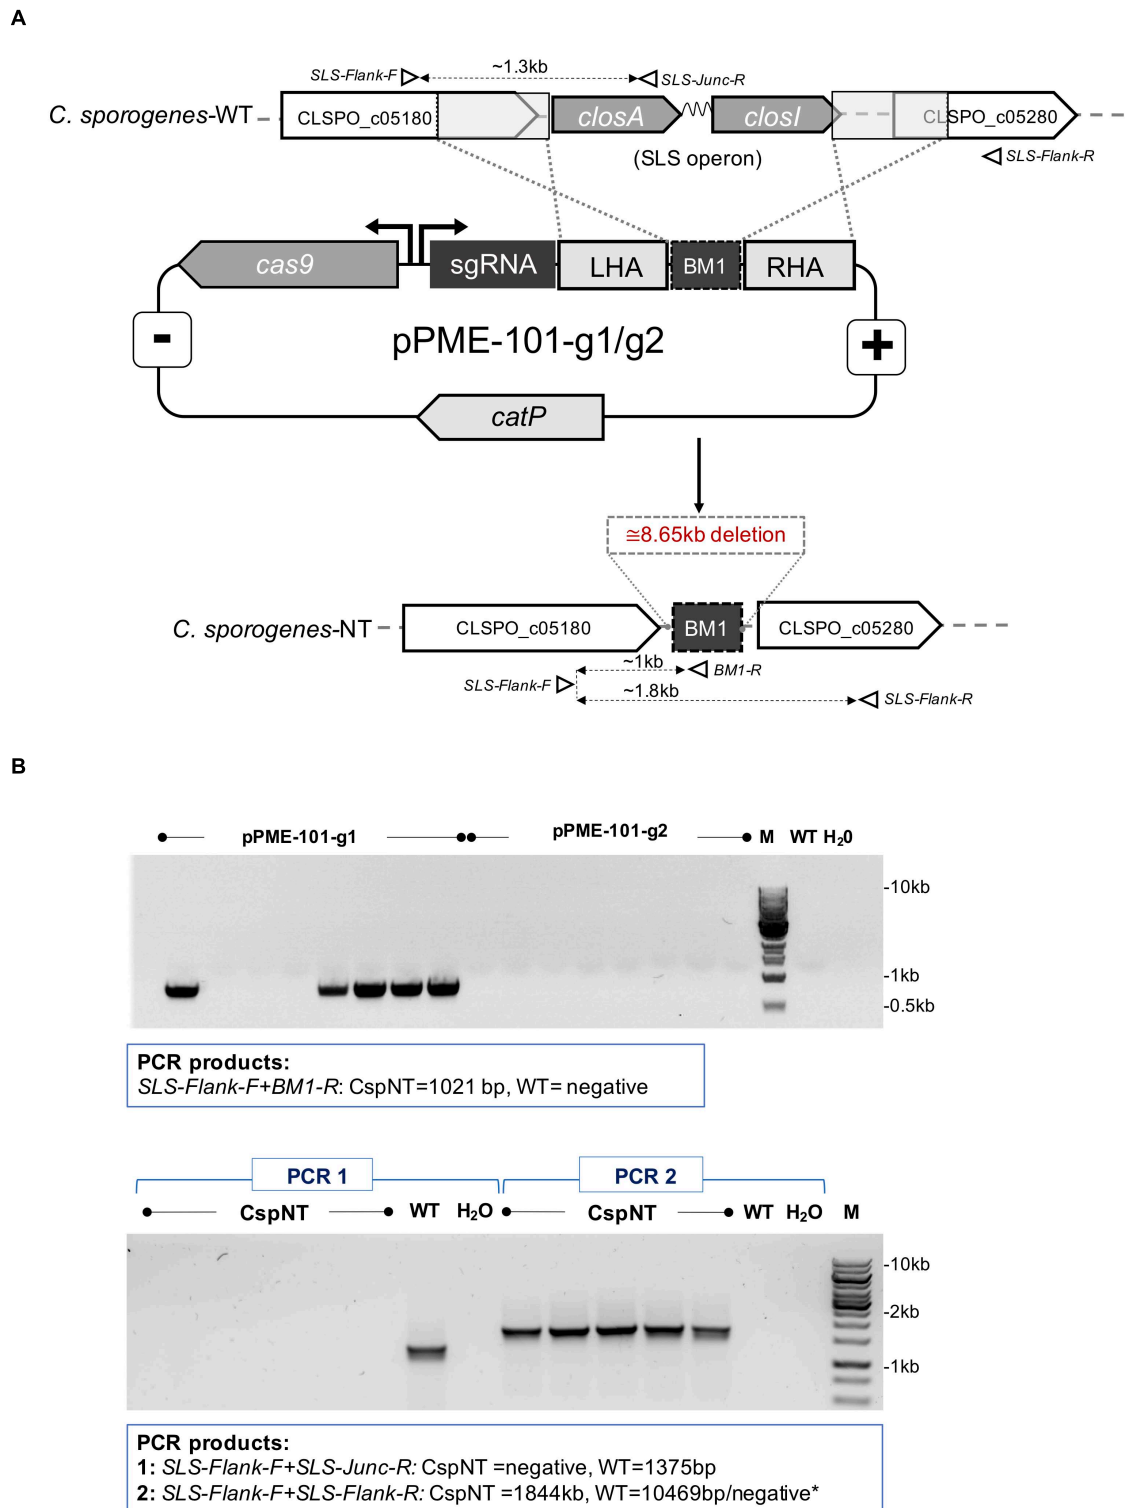 A
SLS-Flank-F
~1.3kb
SLS-Junc-R
C. sporogenes-WT
CLSPO_c05180
closA
closI
CLSPO_c05280
(SLS operon)
SLS-Flank-R
cas9
sgRNA
LHA
BM1
RHA
-
pPME-101-g1/g2
+
catP
≅8.65kb deletion
C. sporogenes-NT
CLSPO_c05180
BM1
CLSPO_c05280
~1kb
BM1-R
SLS-Flank-F
~1.8kb
SLS-Flank-R
B
pPME-101-g1
pPME-101-g2
M WT H₂0
-10kb
-1kb
-0.5kb
PCR products:
SLS-Flank-F+BM1-R: CspNT=1021 bp, WT= negative
PCR 1
PCR 2
CspNT WT H₂O CspNT WT H₂O M
-10kb
-2kb
-1kb
PCR products:
1: SLS-Flank-F+SLS-Junc-R: CspNT =negative, WT=1375bp
2: SLS-Flank-F+SLS-Flank-R: CspNT =1844kb, WT=10469bp/negative*